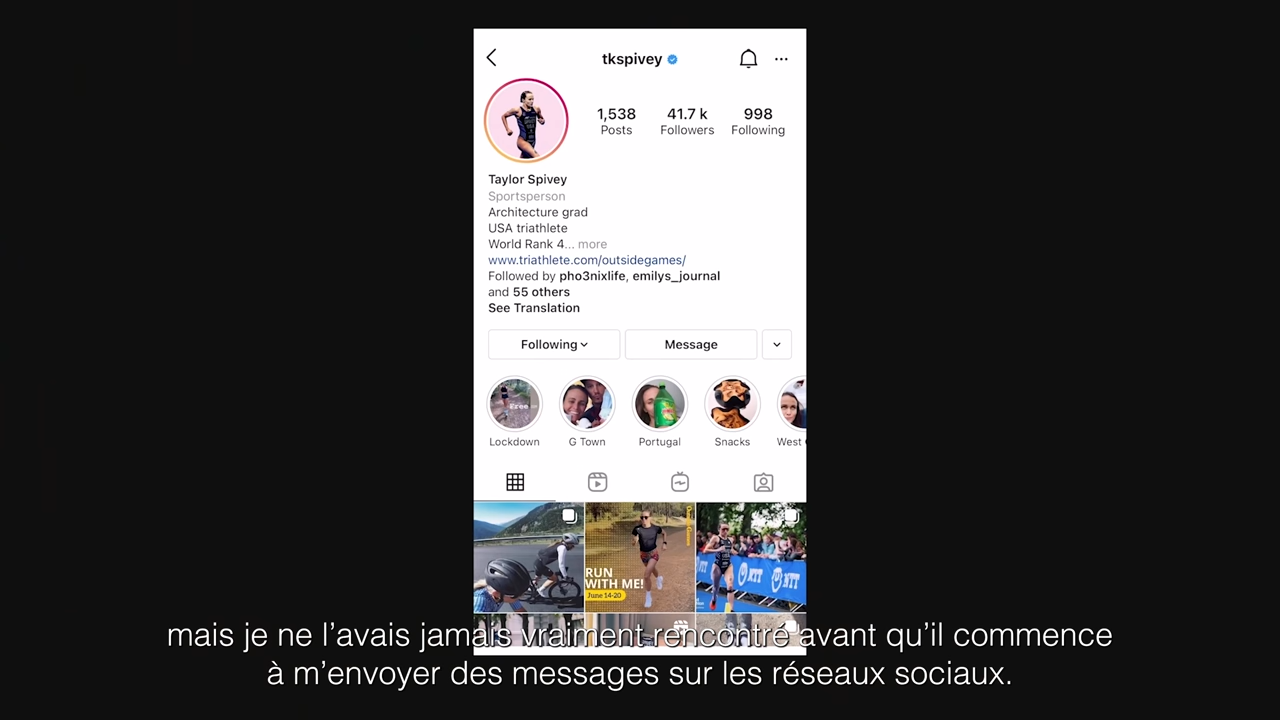 tkspivey
1,538 41.7 k 998
Posts Followers Following
Taylor Spivey
Sportsperson
Architecture grad
USA triathlete
World Rank 4... more
www.triathlete.com/outsidegames/
Followed by pho3nixlife, emilys_journal
and 55 others
See Translation
Following Message
Free
Lockdown G Town Portugal Snacks West
RUN
WITH ME!
June 14-20
NTT
mais je ne l'avais jamais vraiment rencontré avant qu'il commence
à m'envoyer des messages sur les réseaux sociaux.